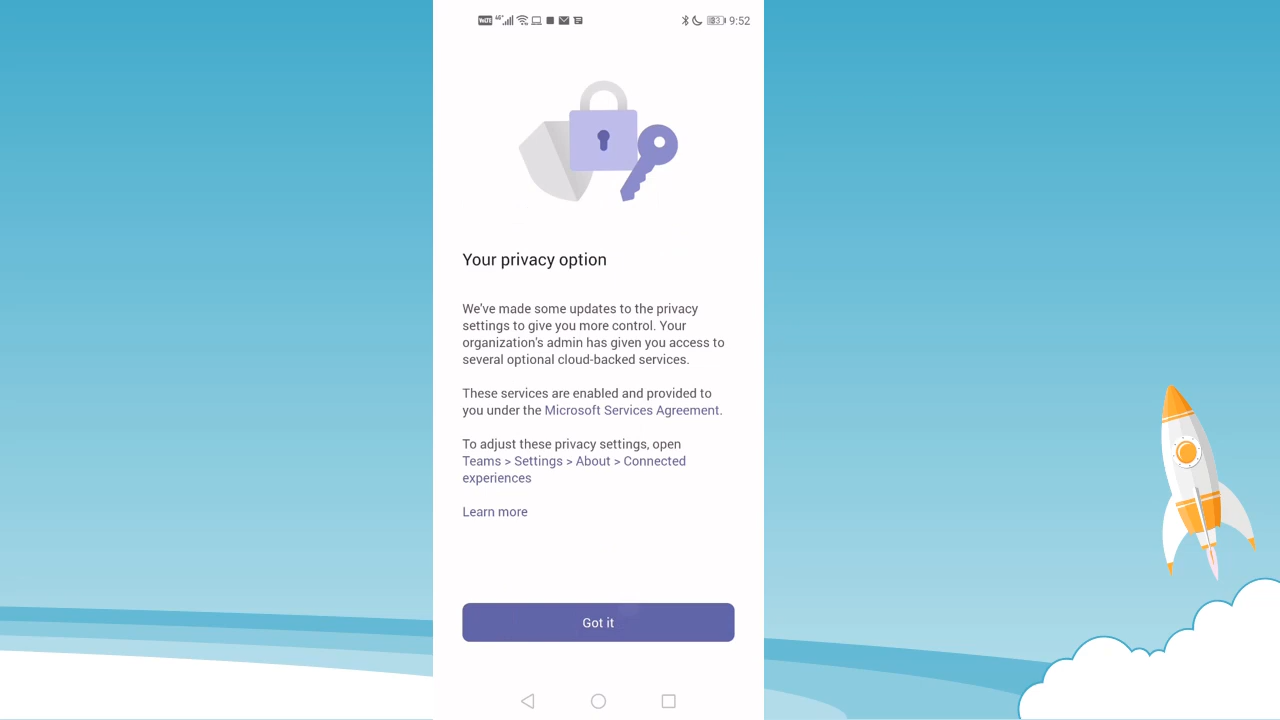 VoLTE 4G+ 83 9:52
Your privacy option
We've made some updates to the privacy
settings to give you more control. Your
organization's admin has given you access to
several optional cloud-backed services.
These services are enabled and provided to
you under the Microsoft Services Agreement.
To adjust these privacy settings, open
Teams > Settings > About > Connected
experiences
Learn more
Got it